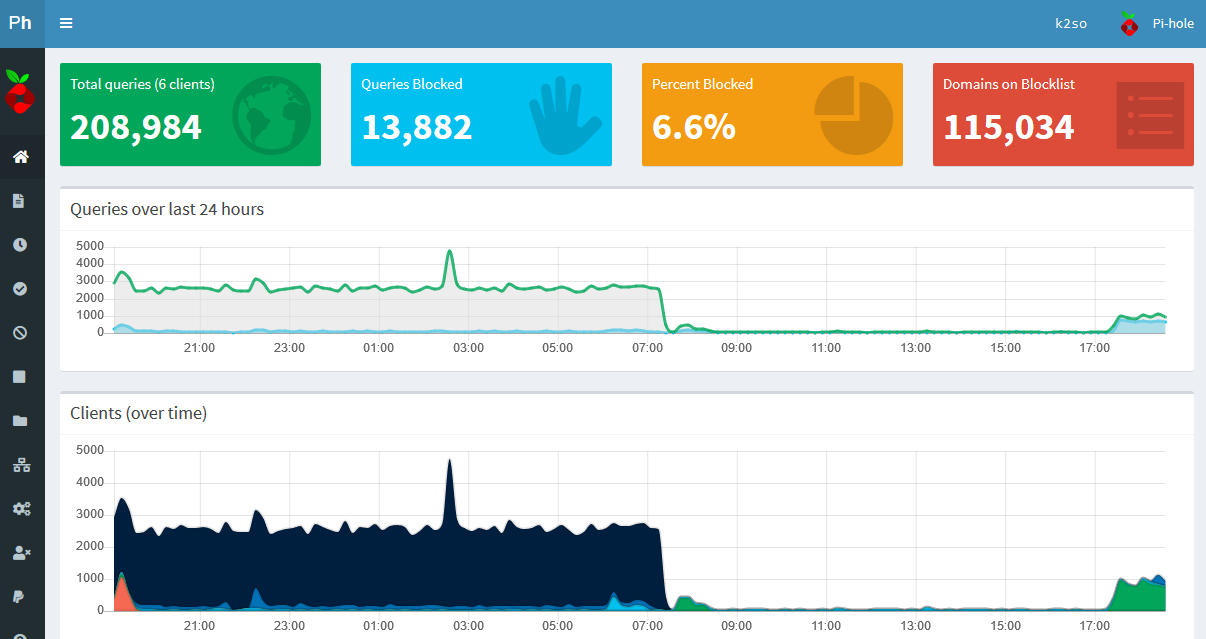 Ph
k2so
Pi-hole
Total queries (6 clients)
208,984
Queries Blocked
13,882
Percent Blocked
6.6%
Domains on Blocklist
115,034
Queries over last 24 hours
5000
4000
3000
2000
1000
0
21:00 23:00 01:00 03:00 05:00 07:00 09:00 11:00 13:00 15:00 17:00
Clients (over time)
5000
4000
3000
2000
1000
0
21:00 23:00 01:00 03:00 05:00 07:00 09:00 11:00 13:00 15:00 17:00